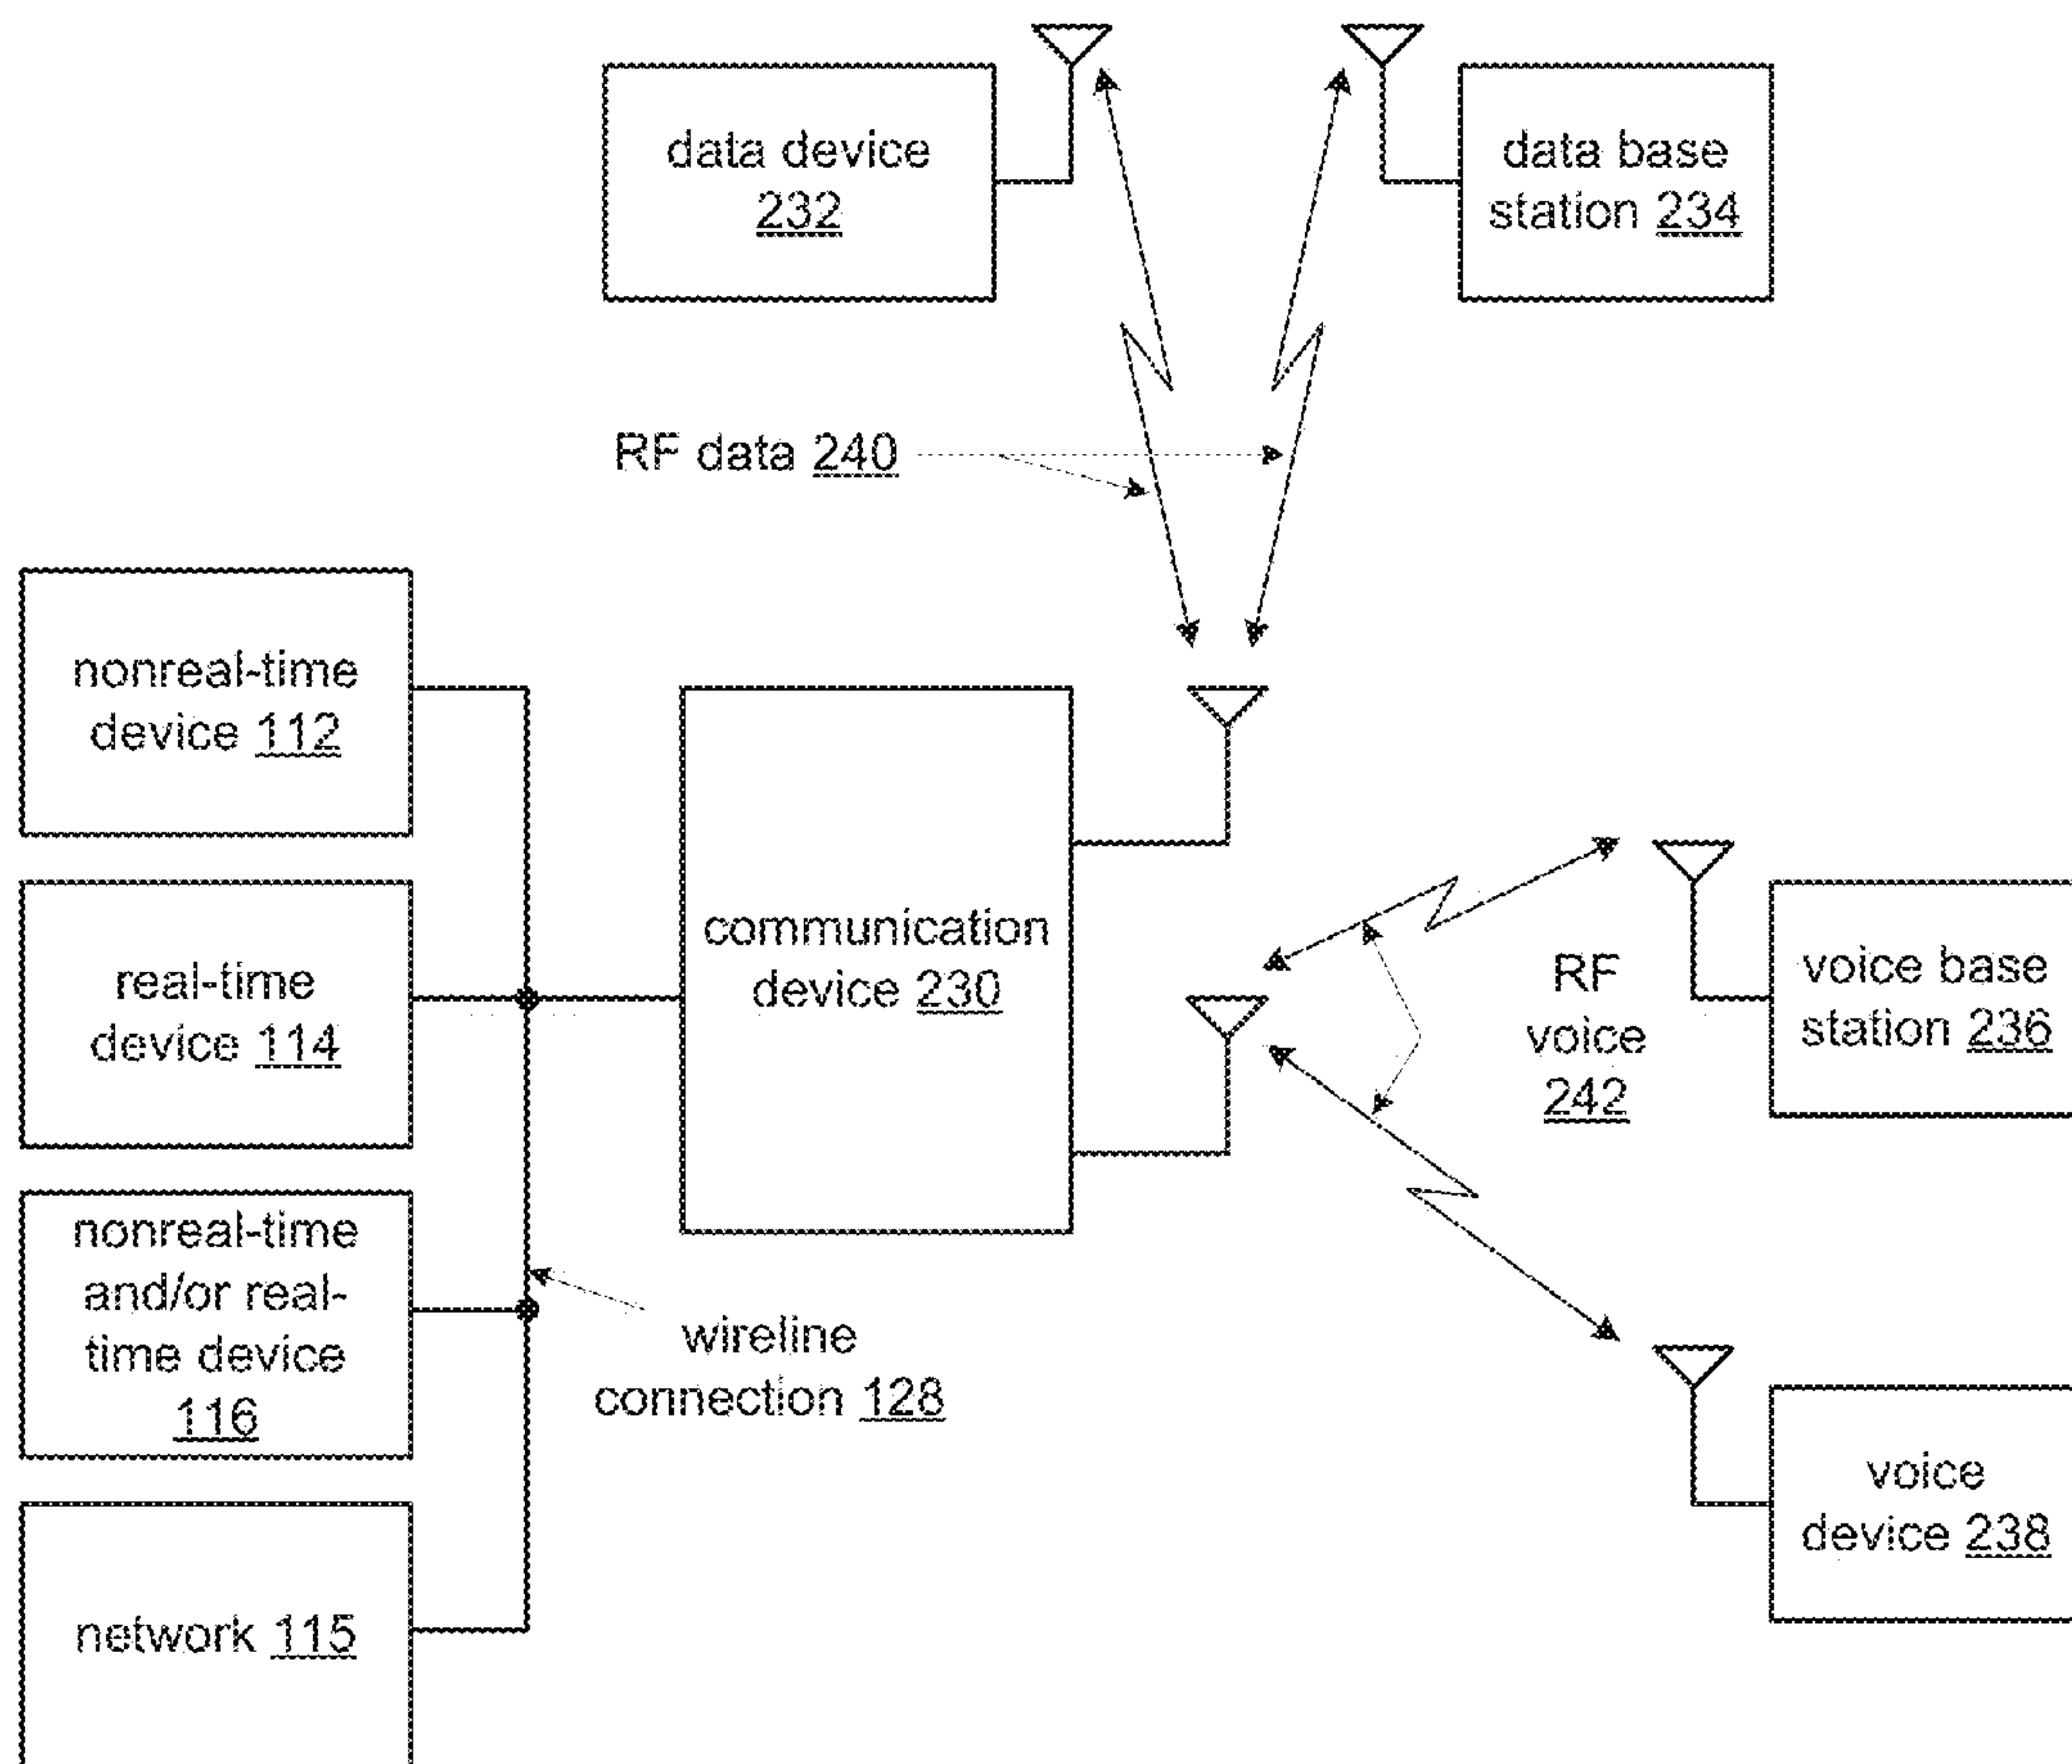 data device
232
data base
station 234
RF data 240
nonreal-time
device 112
real-time
device 114
nonreal-time
and/or real-
time device
116
network 115
communication
device 230
wireline
connection 128
RF
voice
242
voice base
station 236
voice
device 238